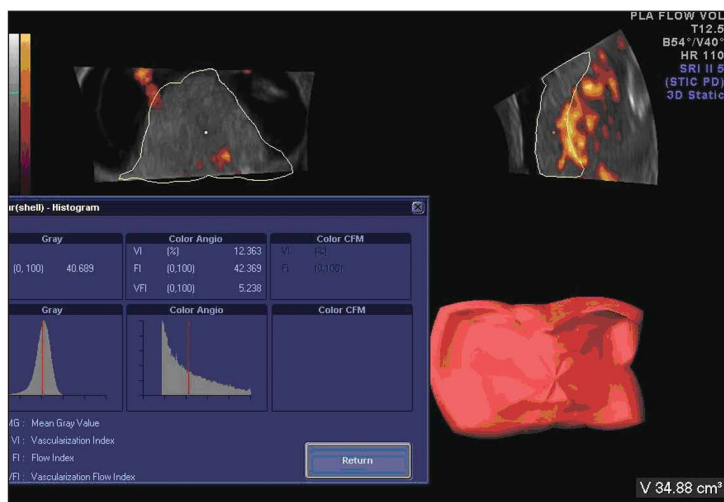 PLA FLOW VOL
T12.5
B54°/V40°
HR 110
SRI II 5
(STIC PD)
3D Static
ur(shell) - Histogram
Gray
Color Angio
Color CFM
VI (%) 12.363
VI (%)
(0, 100) 40.689
FI (0,100) 42.369
FI (0,100)
VFI (0,100) 5.238
Gray
Color Angio
Color CFM
MG : Mean Gray Value
VI : Vascularization Index
FI : Flow Index
/FI : Vascularization Flow Index
Return
V 34.88 cm³